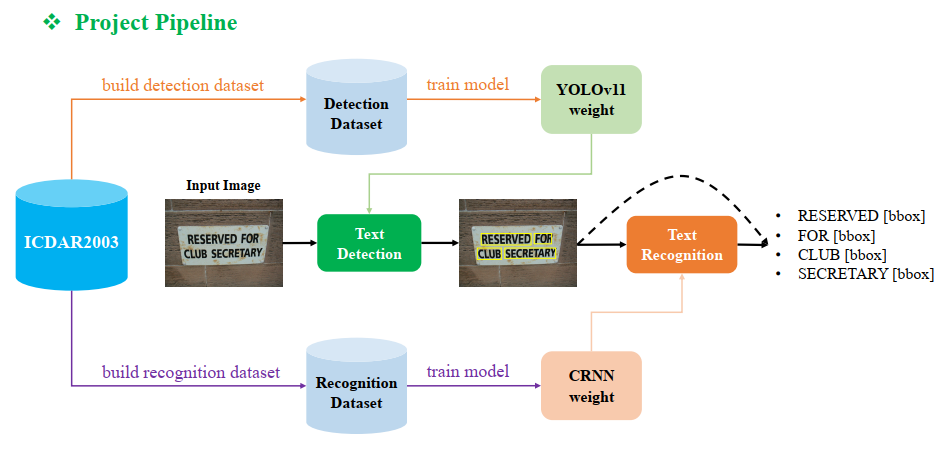 ❖ Project Pipeline
build detection dataset
Detection
Dataset
train model
YOLOv11
weight
ICDAR2003
Input Image
RESERVED FOR
CLUB SECRETARY
Text
Detection
RESERVED FOR
CLUB SECRETARY
Text
Recognition
• RESERVED [bbox]
• FOR [bbox]
• CLUB [bbox]
• SECRETARY [bbox]
build recognition dataset
Recognition
Dataset
train model
CRNN
weight